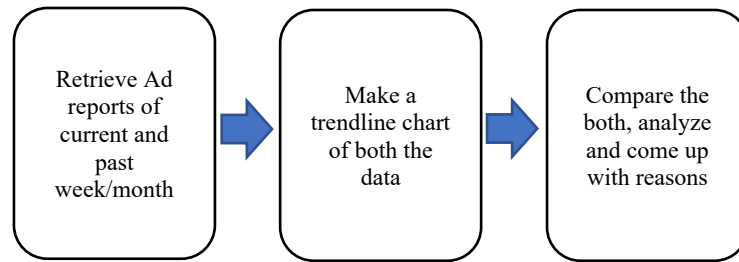 Retrieve Ad
reports of
current and
past
week/month
Make a
trendline chart
of both the
data
Compare the
both, analyze
and come up
with reasons